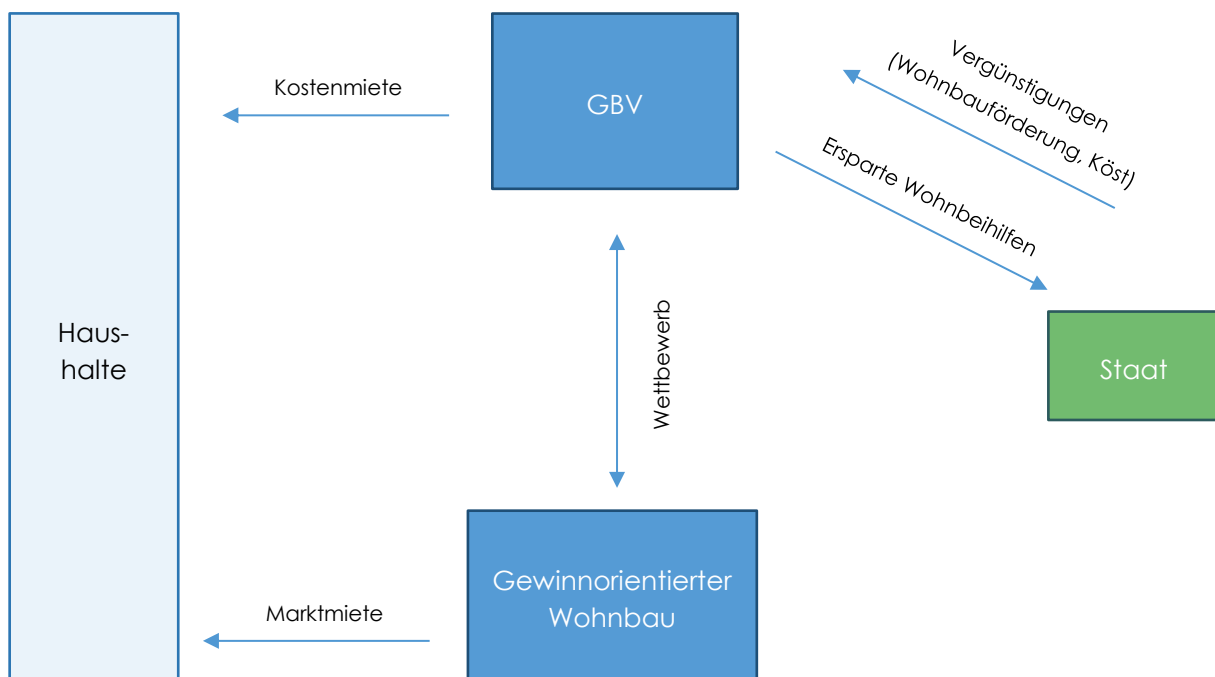 Kostenmiete
GBV
Vergünstigungen
(Wohnbauförderung, Köst)
Ersparte Wohnbeihilfen
Haus-
halte
Wettbewerb
Staat
Gewinnorientierter
Wohnbau
Marktmiete